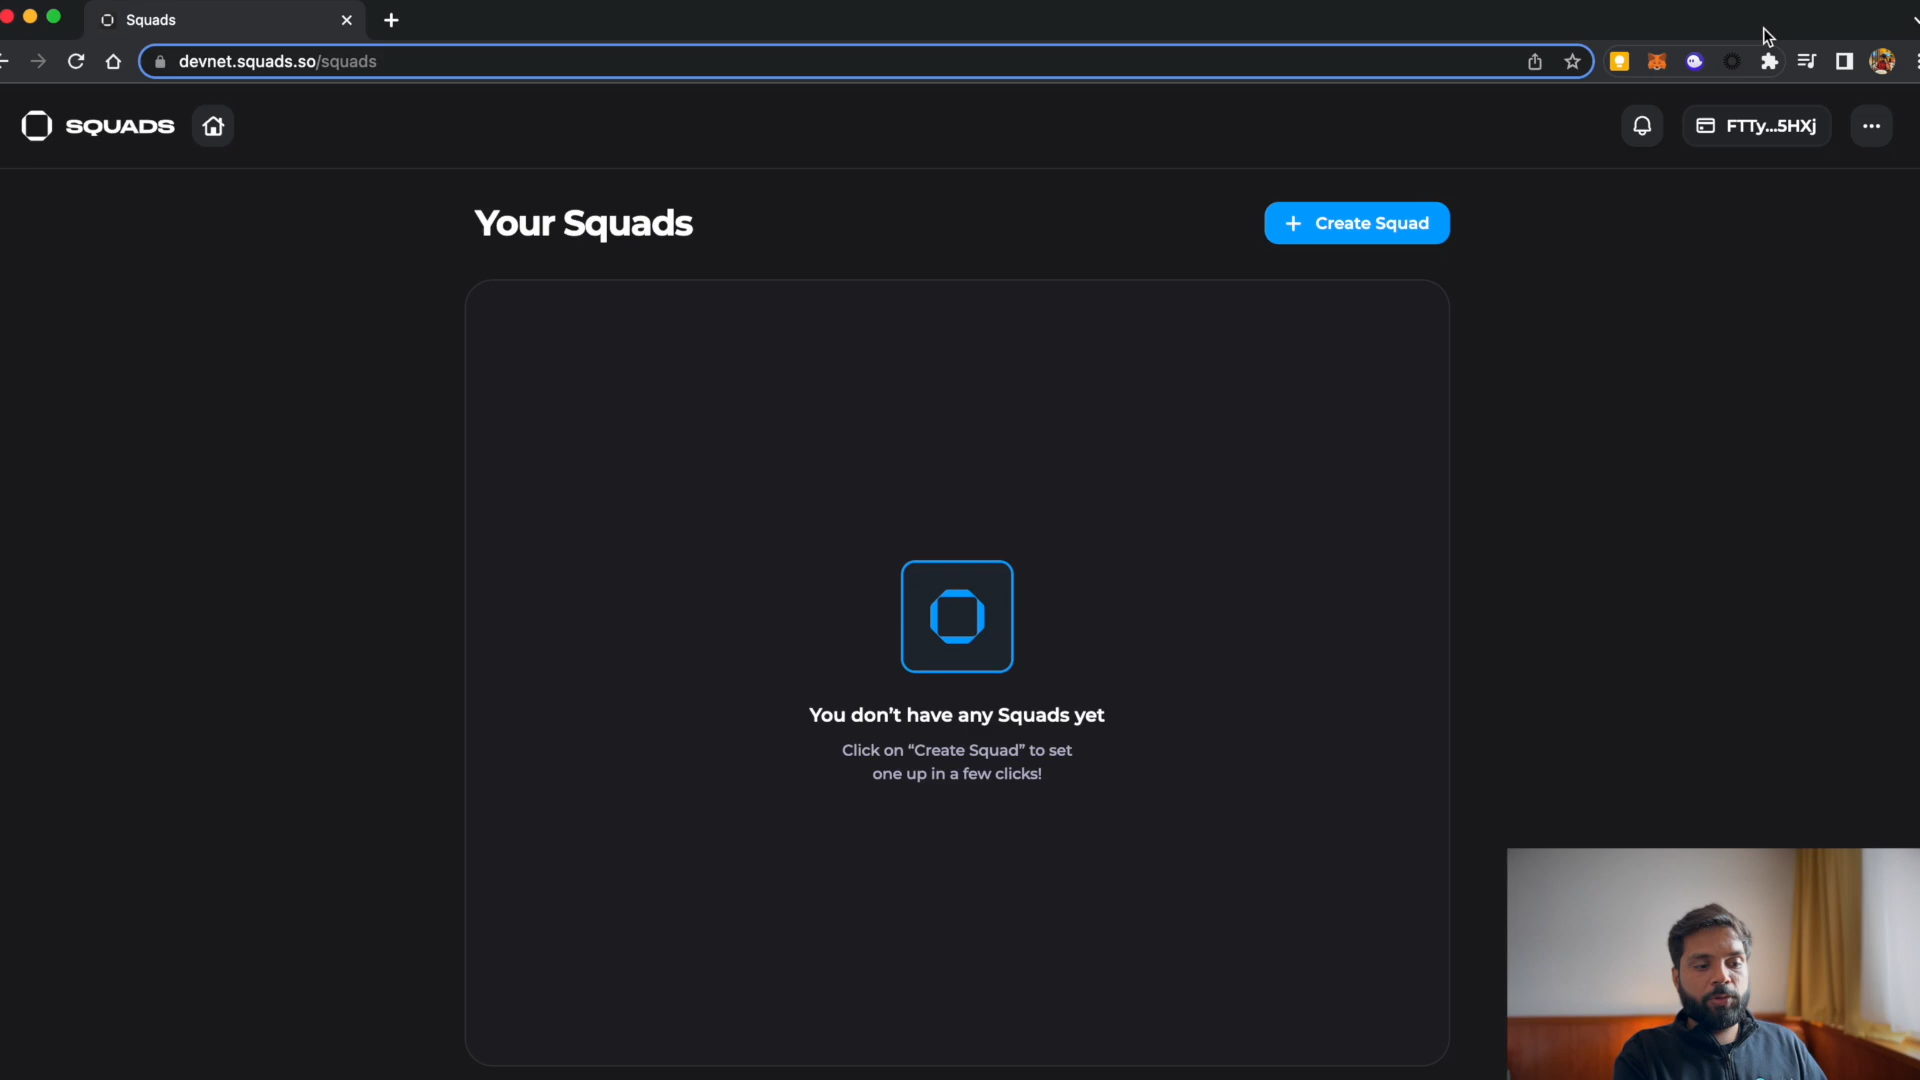 Squads
devnet.squads.so/squads
SQUADS
FTTy...5HXj
Your Squads
+ Create Squad
You don’t have any Squads yet
Click on “Create Squad” to set
one up in a few clicks!